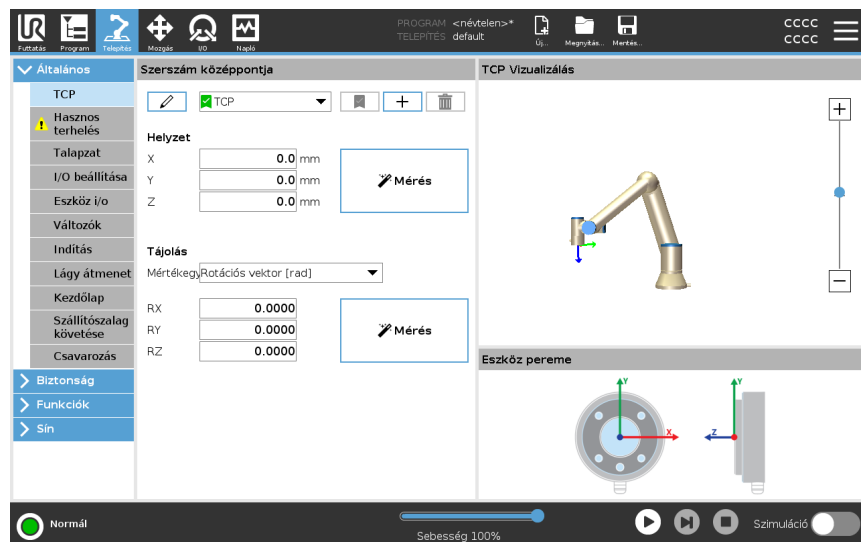 PROGRAM <névtelen>*
TELEPÍTÉS default
CCCC
CCCC
Futtatás Program Telepítés Mozgás I/O Napló Új... Megnyitás... Mentés...
Általános
TCP
Hasznos terhelés
Talapzat
I/O beállítása
Eszköz i/o
Változók
Indítás
Lágy átmenet
Kezdőlap
Szállítószalag követése
Csavarozás
Biztonság
Funkciók
Sín
Szerszám középpontja
TCP
Helyzet
X 0.0 mm
Y 0.0 mm
Z 0.0 mm
Mérés
Tájolás
Mértékegy Rotációs vektor [rad]
RX 0.0000
RY 0.0000
RZ 0.0000
Mérés
TCP Vizualizálás
Eszköz pereme
Y
X
Y
Z
Normál
Sebesség 100%
Szimuláció